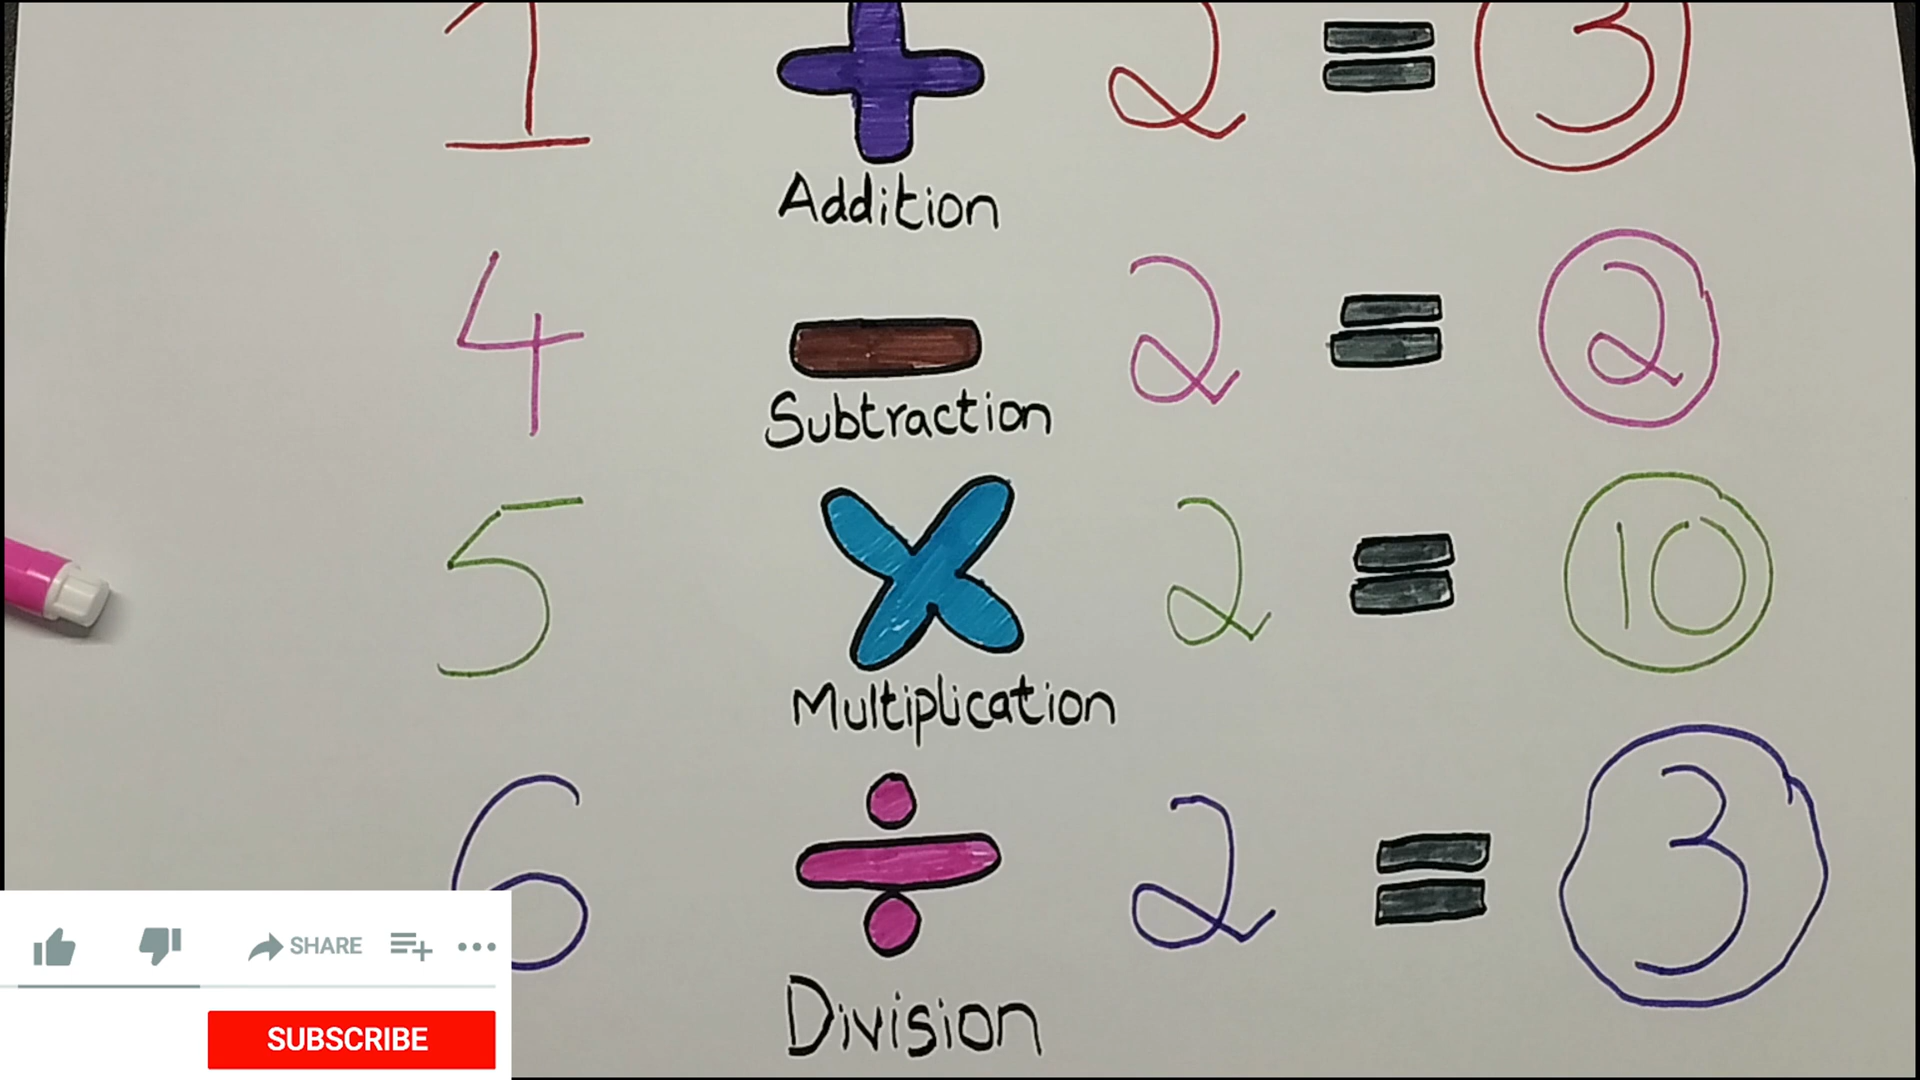 1 + 2 = 3
Addition
4 - 2 = 2
Subtraction
5 × 2 = 10
Multiplication
6 ÷ 2 = 3
SHARE
Division
SUBSCRIBE